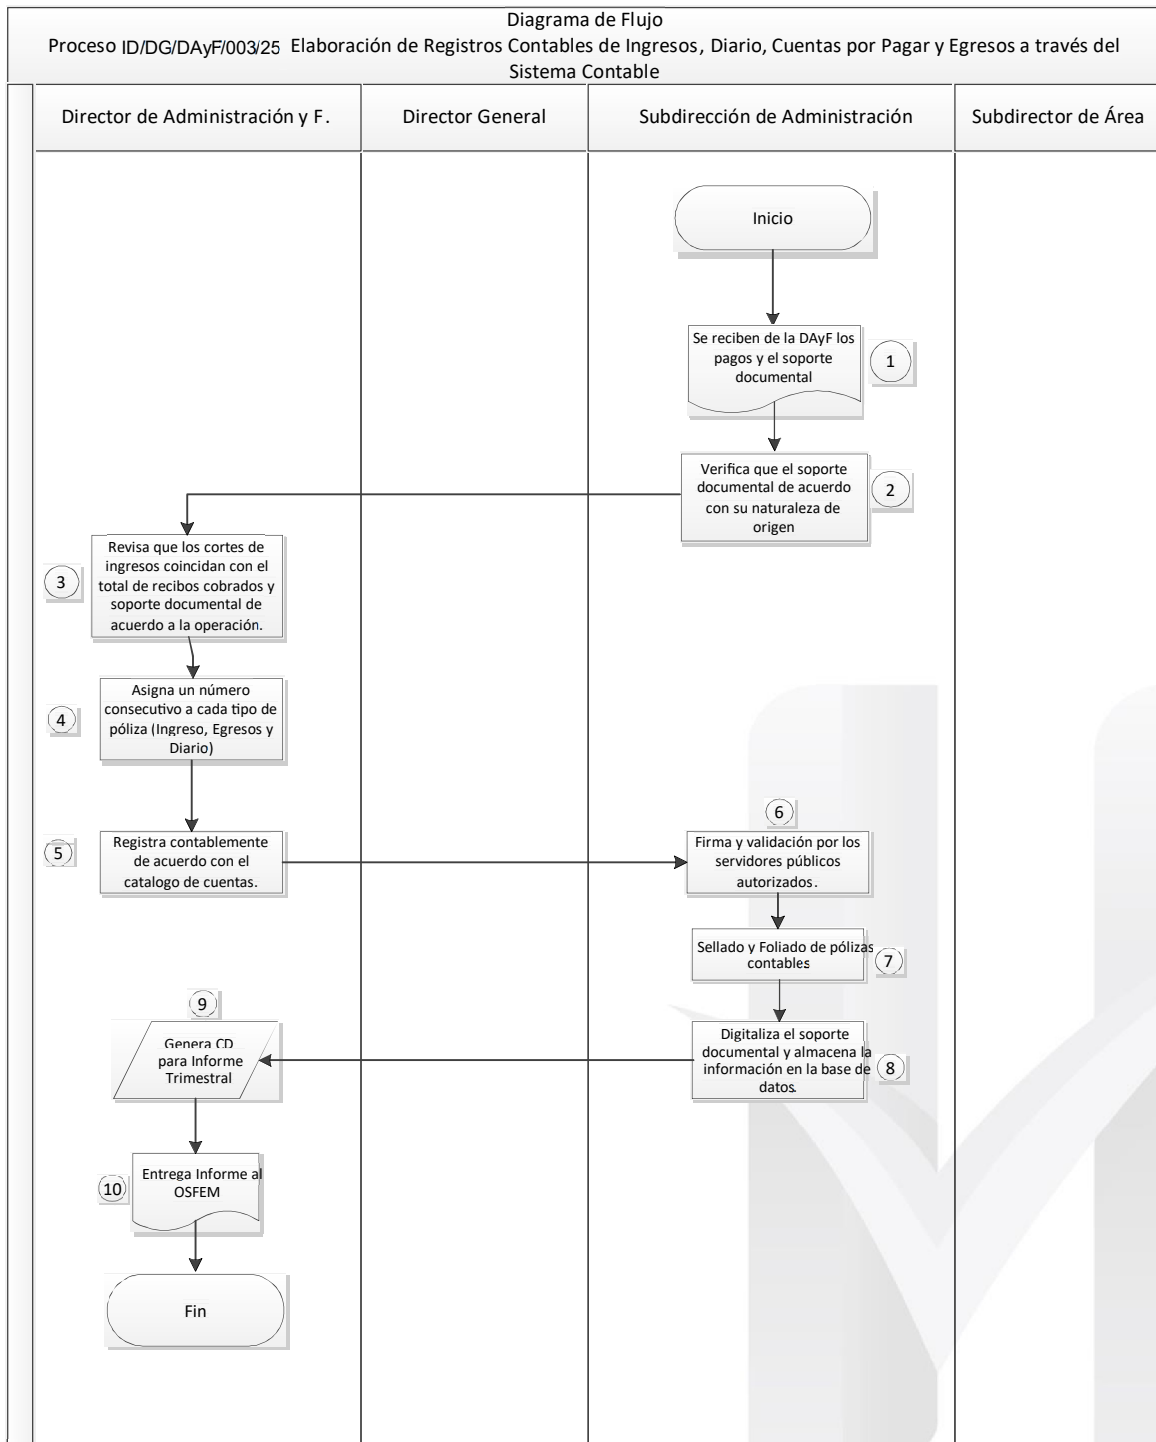 Diagrama de Flujo
Proceso ID/DG/DAyF/003/25 Elaboración de Registros Contables de Ingresos, Diario, Cuentas por Pagar y Egresos a través del
Sistema Contable
Director de Administración y F.
Director General
Subdirección de Administración
Subdirector de Área
Inicio
Se reciben de la DAyF los
pagos y el soporte
documental
1
Verifica que el soporte
documental de acuerdo
con su naturaleza de
origen
2
Revisa que los cortes de
ingresos coincidan con el
total de recibos cobrados y
soporte documental de
acuerdo a la operación.
3
Asigna un número
consecutivo a cada tipo de
póliza (Ingreso, Egresos y
Diario)
4
Registra contablemente
de acuerdo con el
catalogo de cuentas.
5
6
Firma y validación por los
servidores públicos
autorizados.
Sellado y Foliado de pólizas
contables
7
Digitaliza el soporte
documental y almacena la
información en la base de
datos.
8
9
Genera CD
para Informe
Trimestral
Entrega Informe al
OSFEM
10
Fin